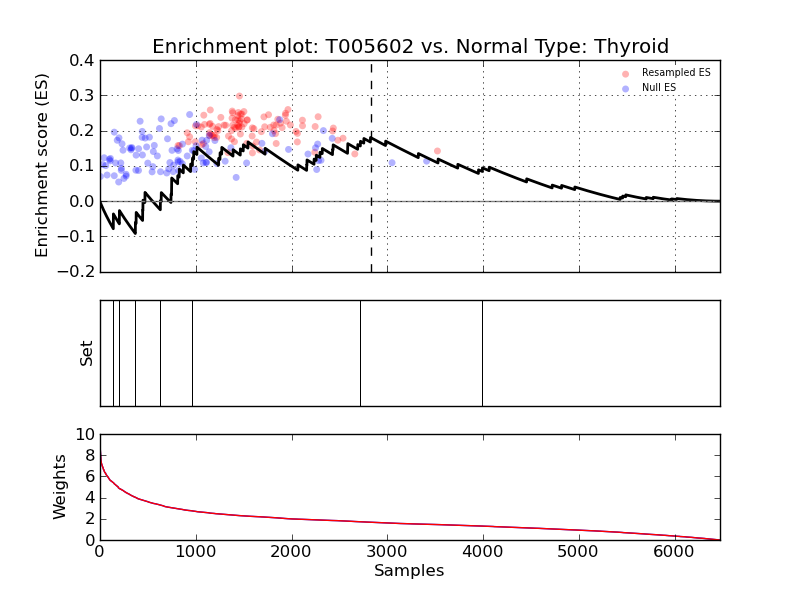 Enrichment plot: T005602 vs. Normal Type: Thyroid
Enrichment score (ES)
0.4
0.3
0.2
0.1
0.0
−0.1
−0.2
Resampled ES
Null ES
Set
Weights
10
8
6
4
2
0
0 1000 2000 3000 4000 5000 6000
Samples